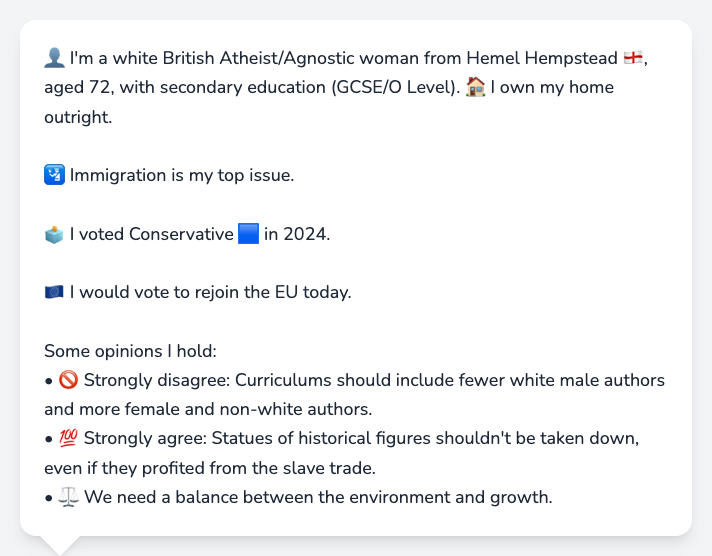 👤 I'm a white British Atheist/Agnostic woman from Hemel Hempstead 🏴󠁧󠁢󠁥󠁮󠁧󠁿,
aged 72, with secondary education (GCSE/O Level). 🏠 I own my home
outright.
🛂 Immigration is my top issue.
🗳️ I voted Conservative 🟦 in 2024.
🇪🇺 I would vote to rejoin the EU today.
Some opinions I hold:
• 🚫 Strongly disagree: Curriculums should include fewer white male authors
and more female and non-white authors.
• 💯 Strongly agree: Statues of historical figures shouldn't be taken down,
even if they profited from the slave trade.
• ⚖️ We need a balance between the environment and growth.